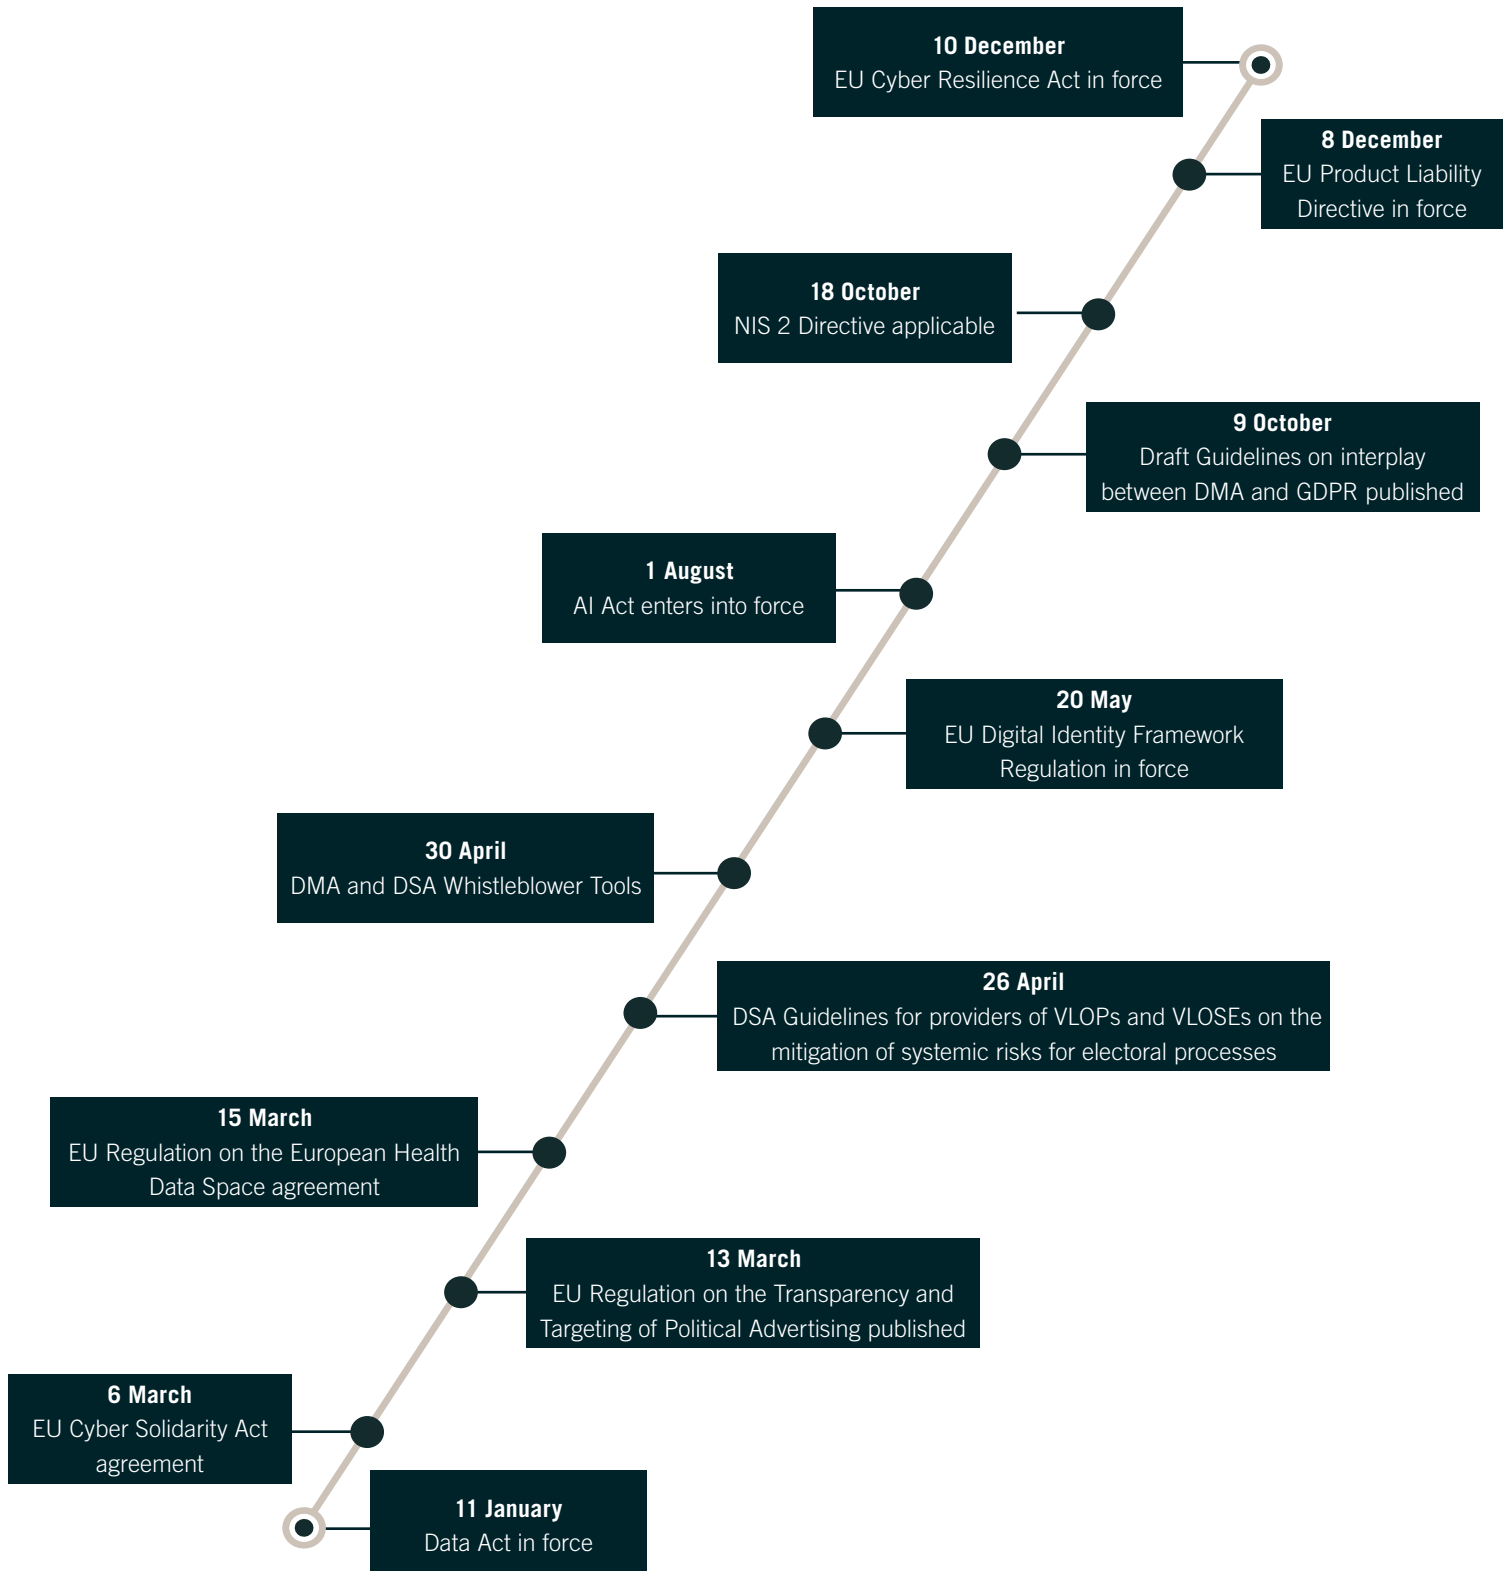 10 December
EU Cyber Resilience Act in force
8 December
EU Product Liability
Directive in force
18 October
NIS 2 Directive applicable
9 October
Draft Guidelines on interplay
between DMA and GDPR published
1 August
AI Act enters into force
20 May
EU Digital Identity Framework
Regulation in force
30 April
DMA and DSA Whistleblower Tools
26 April
DSA Guidelines for providers of VLOPs and VLOSEs on the
mitigation of systemic risks for electoral processes
15 March
EU Regulation on the European Health
Data Space agreement
13 March
EU Regulation on the Transparency and
Targeting of Political Advertising published
6 March
EU Cyber Solidarity Act
agreement
11 January
Data Act in force